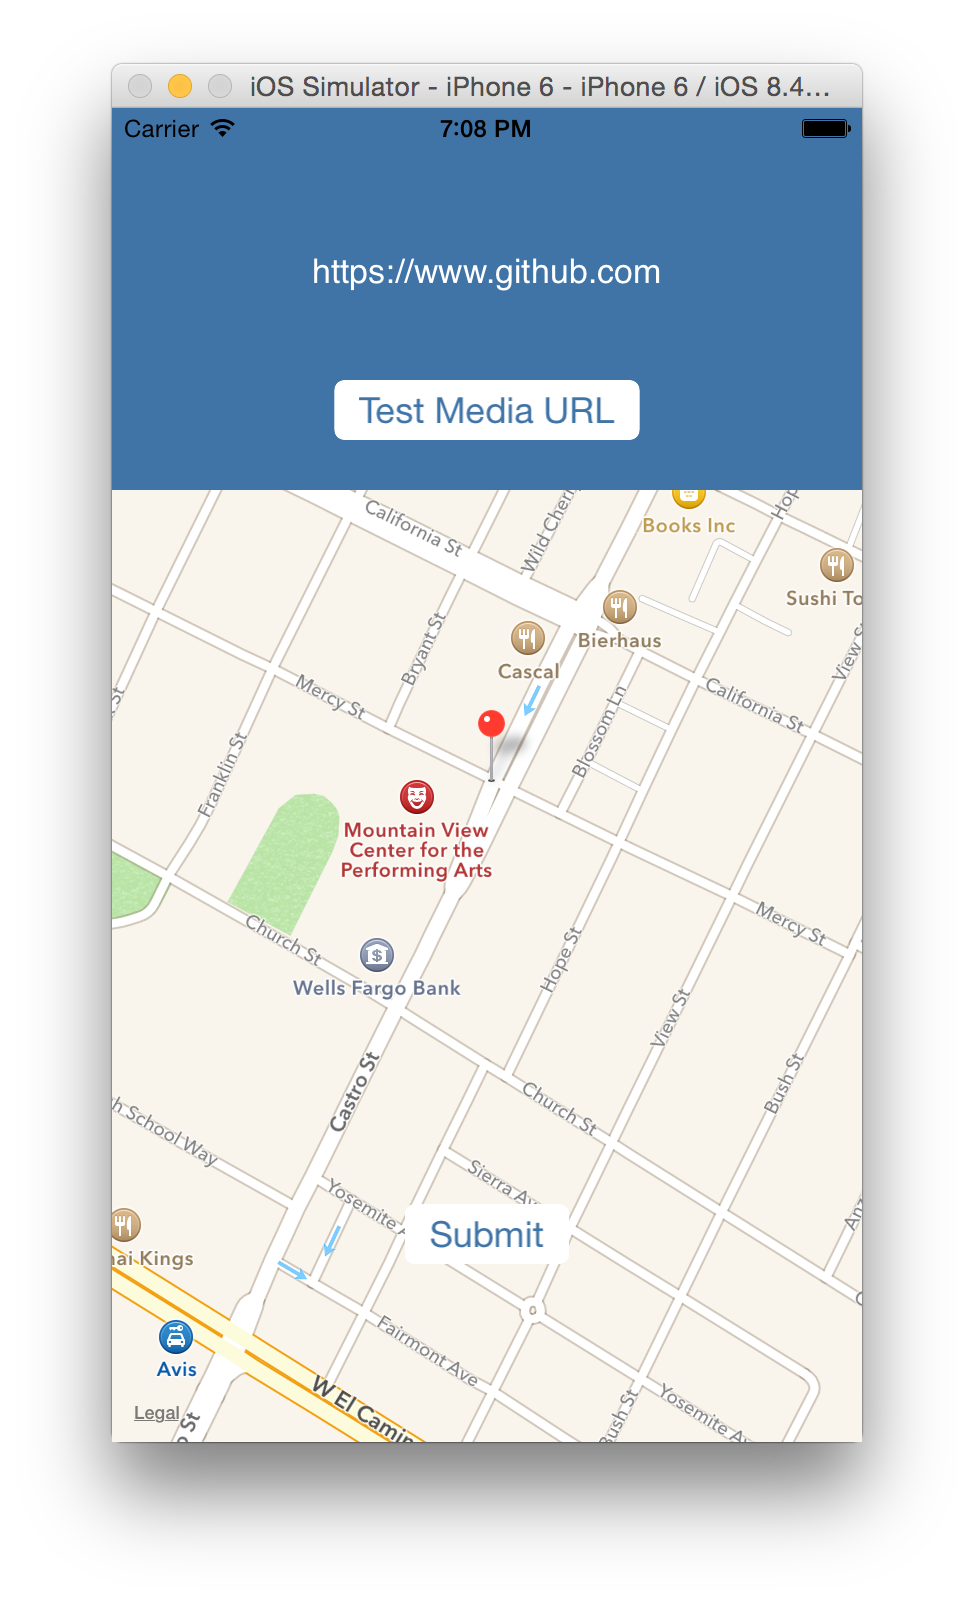 iOS Simulator - iPhone 6 - iPhone 6 / iOS 8.4...
Carrier
7:08 PM
https://www.github.com
Test Media URL
California St
Wild Cherr
Hop
Books Inc
Sushi To
Bierhaus
Bryant St
Cascal
View S
Mercy St
California St
Blossom Ln
Franklin St
St
Mountain View
Center for the
Performing Arts
Mercy St
Church St
Hope St
Wells Fargo Bank
View St
Castro St
Bush St
Church St
h School Way
Sierra Av
Yosemite A
Anz
Submit
hai Kings
Fairmont Ave
Avis
W El Camin
Yosemite Av
Bush St
Legal
o St